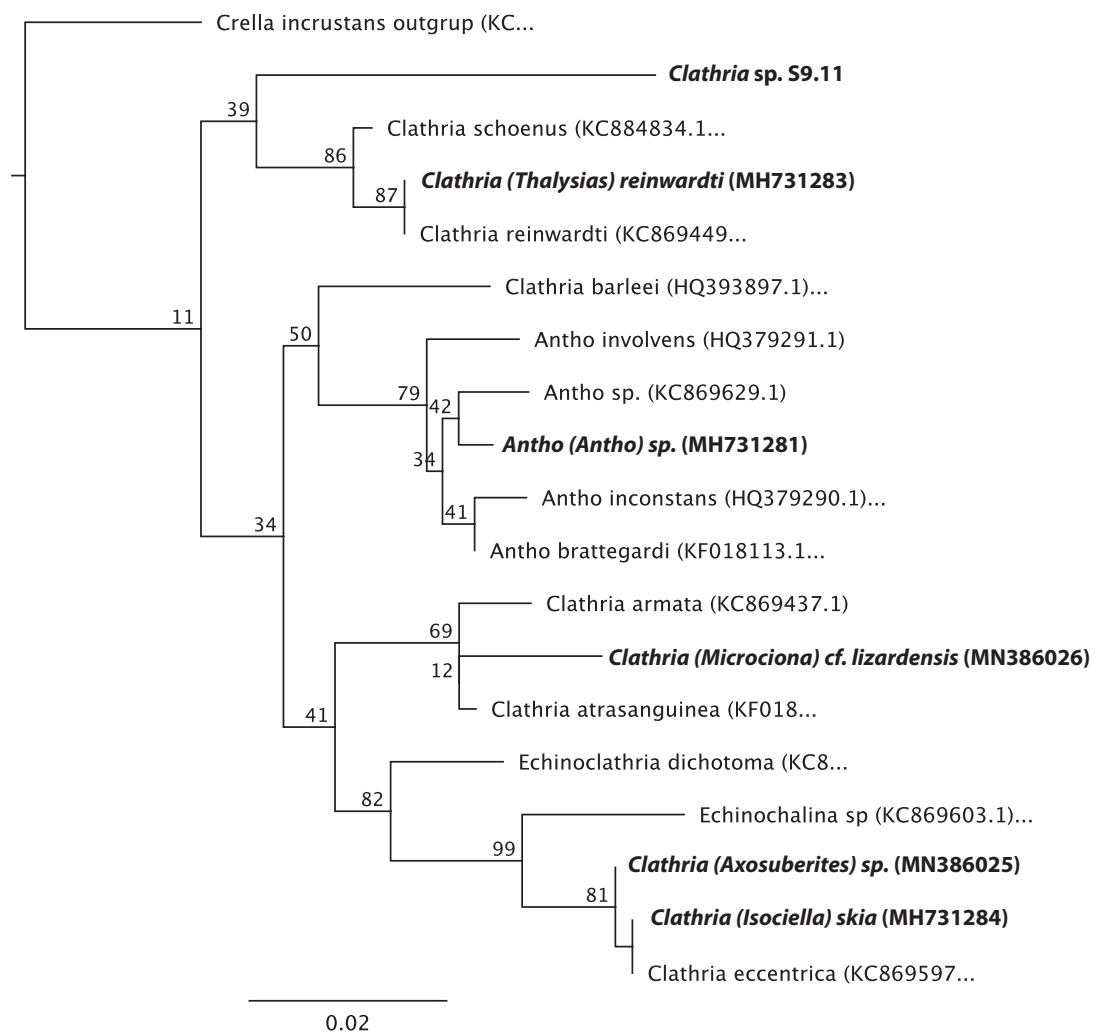 Crella incrustans outgrup (KC...
Clathria sp. S9.11
39
Clathria schoenus (KC884834.1...
86
Clathria (Thalysias) reinwardti (MH731283)
87
Clathria reinwardti (KC869449...
Clathria barleei (HQ393897.1)...
11
50
Antho involvens (HQ379291.1)
79
Antho sp. (KC869629.1)
42
Antho (Antho) sp. (MH731281)
34
Antho inconstans (HQ379290.1)...
41
34
Antho brattegardi (KF018113.1...
Clathria armata (KC869437.1)
69
Clathria (Microciona) cf. lizardensis (MN386026)
12
Clathria atrasanguinea (KF018...
41
Echinoclathria dichotoma (KC8...
82
Echinochalina sp (KC869603.1)...
99
Clathria (Axosuberites) sp. (MN386025)
81
Clathria (Isociella) skia (MH731284)
Clathria eccentrica (KC869597...
0.02